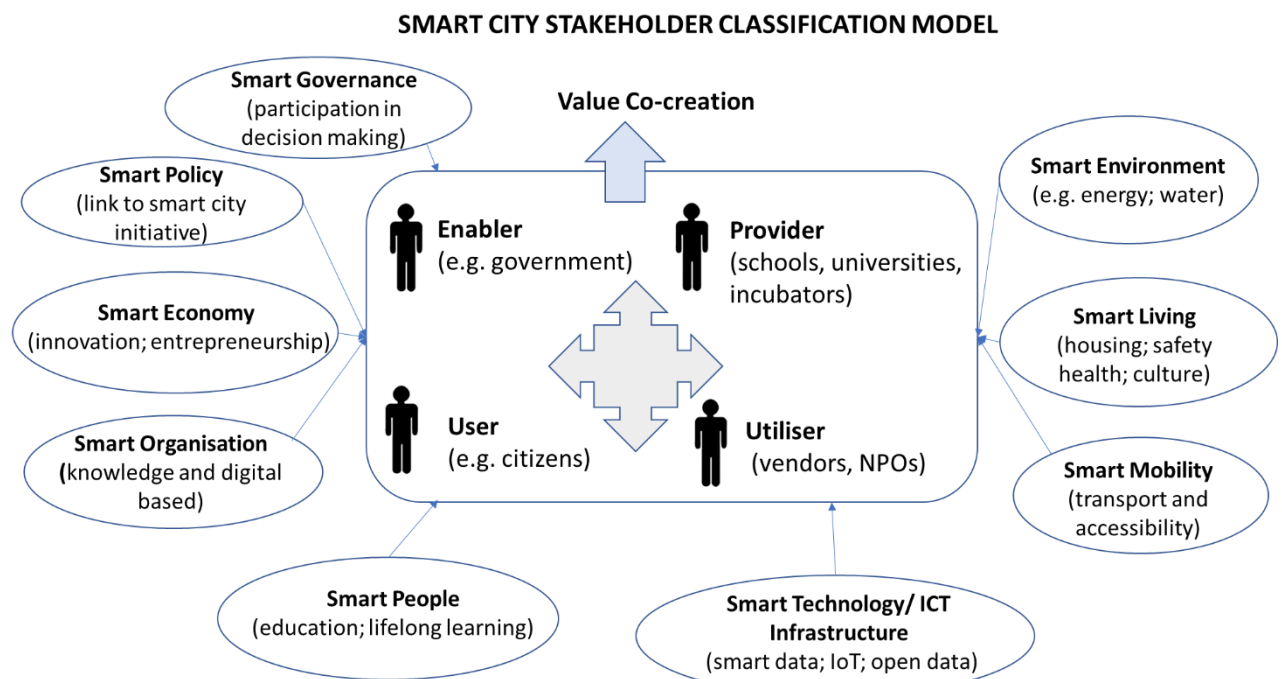 SMART CITY STAKEHOLDER CLASSIFICATION MODEL
Smart Governance
(participation in
decision making)
Value Co-creation
Smart Policy
(link to smart city
initiative)
Smart Environment
(e.g. energy; water)
Enabler
(e.g. government)
Provider
(schools, universities,
incubators)
Smart Economy
(innovation; entrepreneurship)
Smart Living
(housing; safety
health; culture)
User
(e.g. citizens)
Utiliser
(vendors, NPOs)
Smart Organisation
(knowledge and digital
based)
Smart Mobility
(transport and
accessibility)
Smart People
(education; lifelong learning)
Smart Technology/ ICT
Infrastructure
(smart data; IoT; open data)